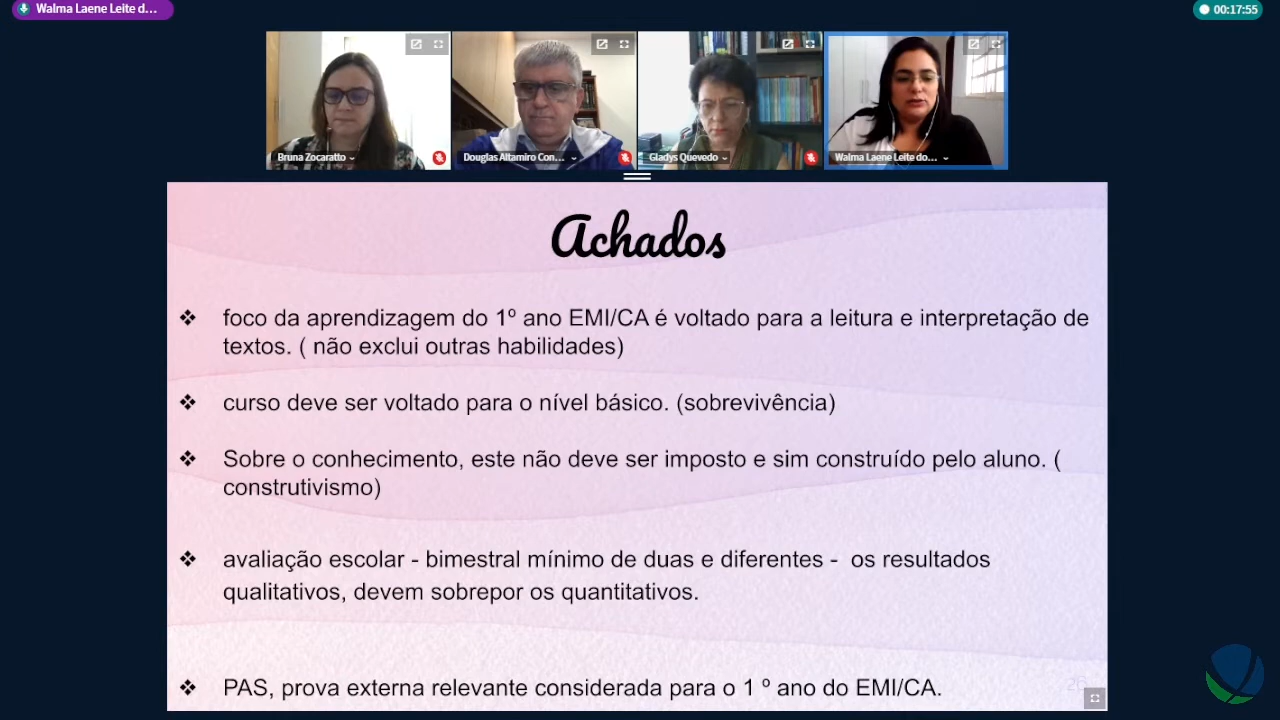 Walma Laene Leite d...
00:17:55
Bruna Zocaratto
Douglas Altamiro Con...
Gladys Quevedo
Walma Laene Leite do...
Achados
❖ foco da aprendizagem do 1º ano EMI/CA é voltado para a leitura e interpretação de
textos. ( não exclui outras habilidades)
❖ curso deve ser voltado para o nível básico. (sobrevivência)
❖ Sobre o conhecimento, este não deve ser imposto e sim construído pelo aluno. (
construtivismo)
❖ avaliação escolar - bimestral mínimo de duas e diferentes - os resultados
qualitativos, devem sobrepor os quantitativos.
❖ PAS, prova externa relevante considerada para o 1 º ano do EMI/CA.